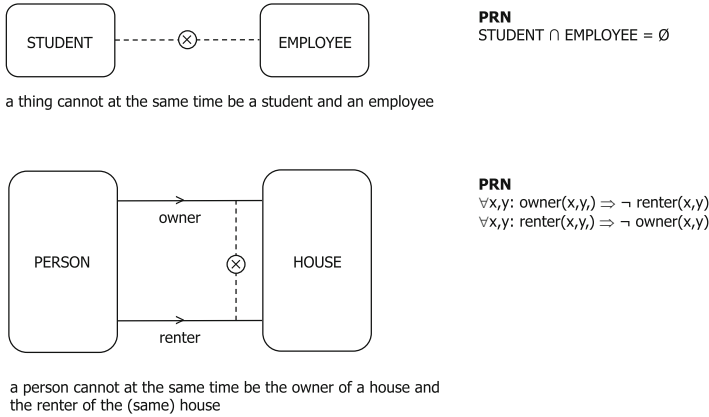 STUDENT
EMPLOYEE
PRN
STUDENT ∩ EMPLOYEE = Ø
a thing cannot at the same time be a student and an employee
PERSON
owner
HOUSE
renter
PRN
∀x,y: owner(x,y,) ⇒ ¬ renter(x,y)
∀x,y: renter(x,y,) ⇒ ¬ owner(x,y)
a person cannot at the same time be the owner of a house and
the renter of the (same) house